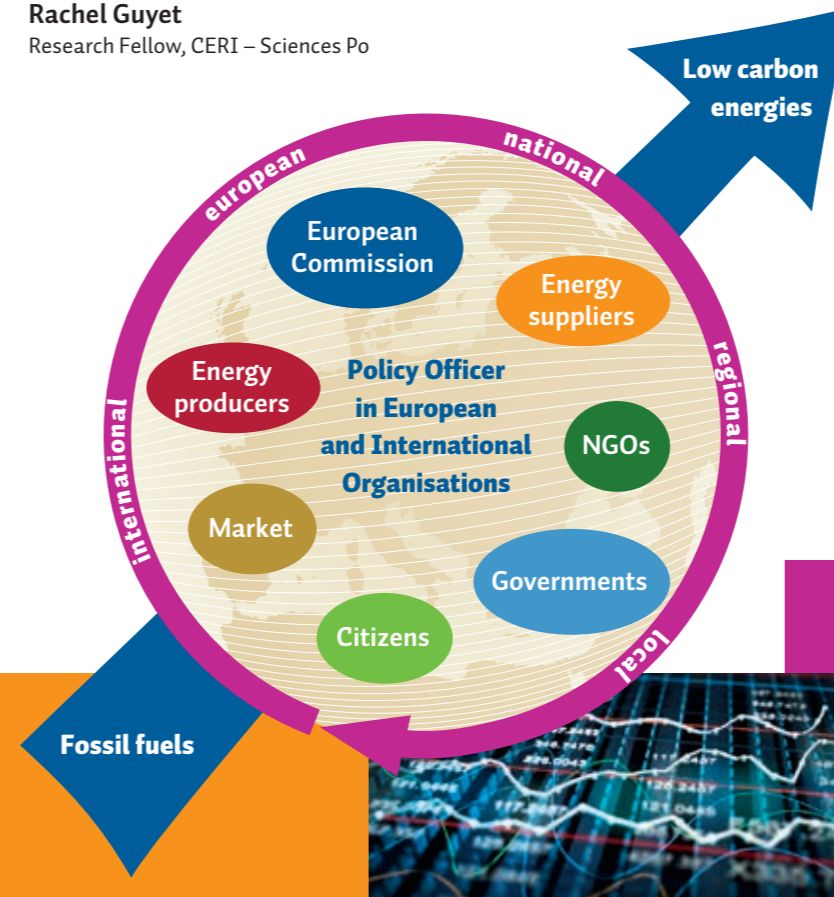 Rachel Guyet
Research Fellow, CERI – Sciences Po
Low carbon
energies
european
national
European
Commission
Energy
suppliers
regional
Energy
producers
Policy Officer
in European
and International
Organisations
NGOs
international
Market
Governments
Citizens
local
Fossil fuels